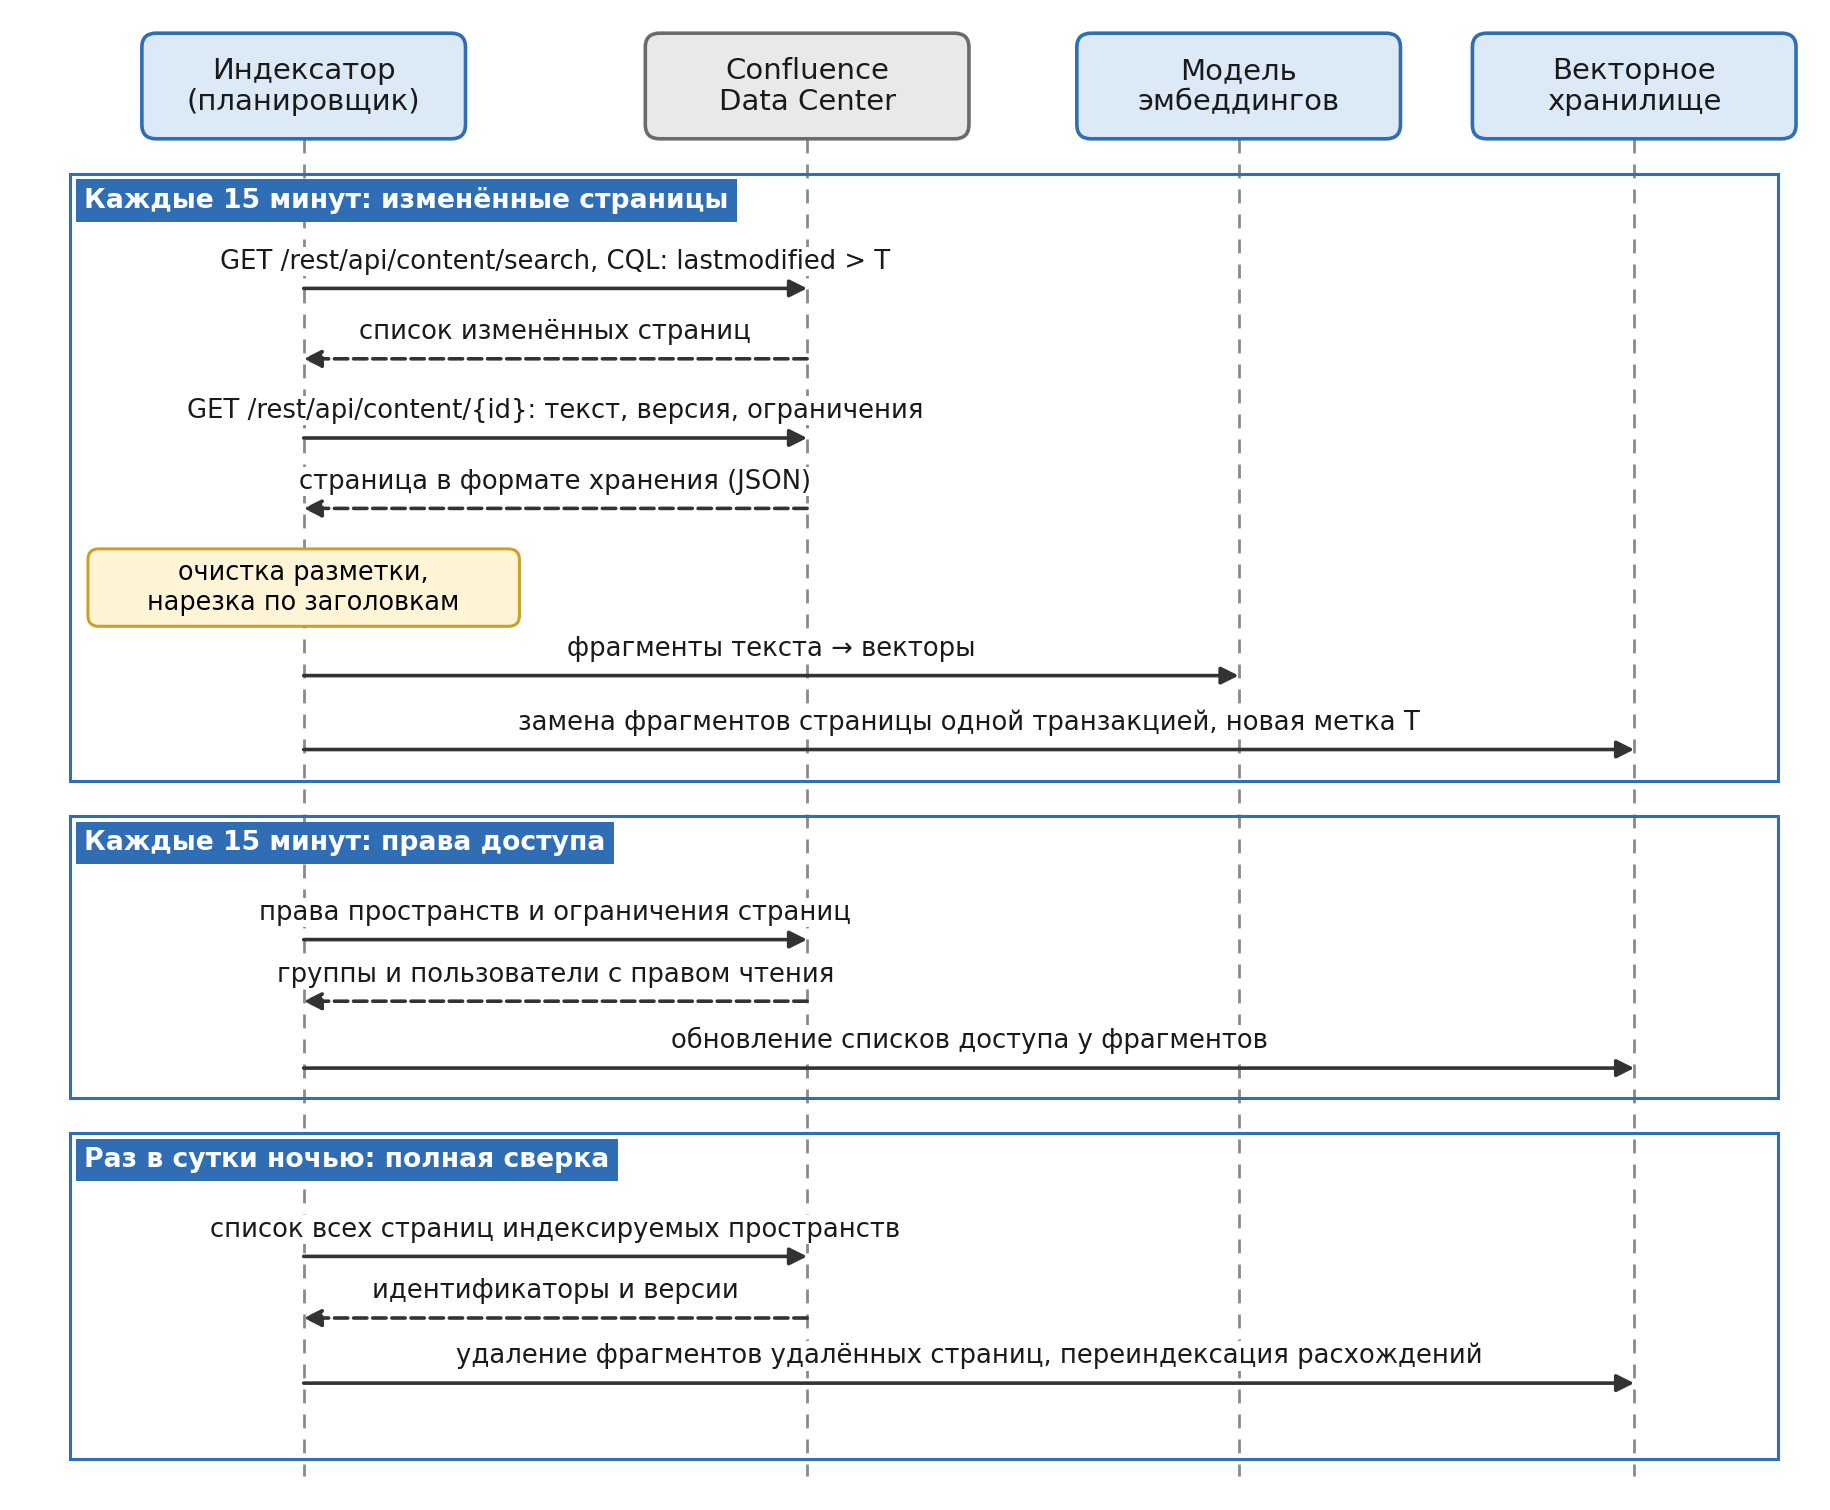 Индексатор
(планировщик)
Confluence
Data Center
Модель
эмбеддингов
Векторное
хранилище
Каждые 15 минут: изменённые страницы
GET /rest/api/content/search, CQL: lastmodified > T
список изменённых страниц
GET /rest/api/content/{id}: текст, версия, ограничения
страница в формате хранения (JSON)
очистка разметки,
нарезка по заголовкам
фрагменты текста → векторы
замена фрагментов страницы одной транзакцией, новая метка T
Каждые 15 минут: права доступа
права пространств и ограничения страниц
группы и пользователи с правом чтения
обновление списков доступа у фрагментов
Раз в сутки ночью: полная сверка
список всех страниц индексируемых пространств
идентификаторы и версии
удаление фрагментов удалённых страниц, переиндексация расхождений